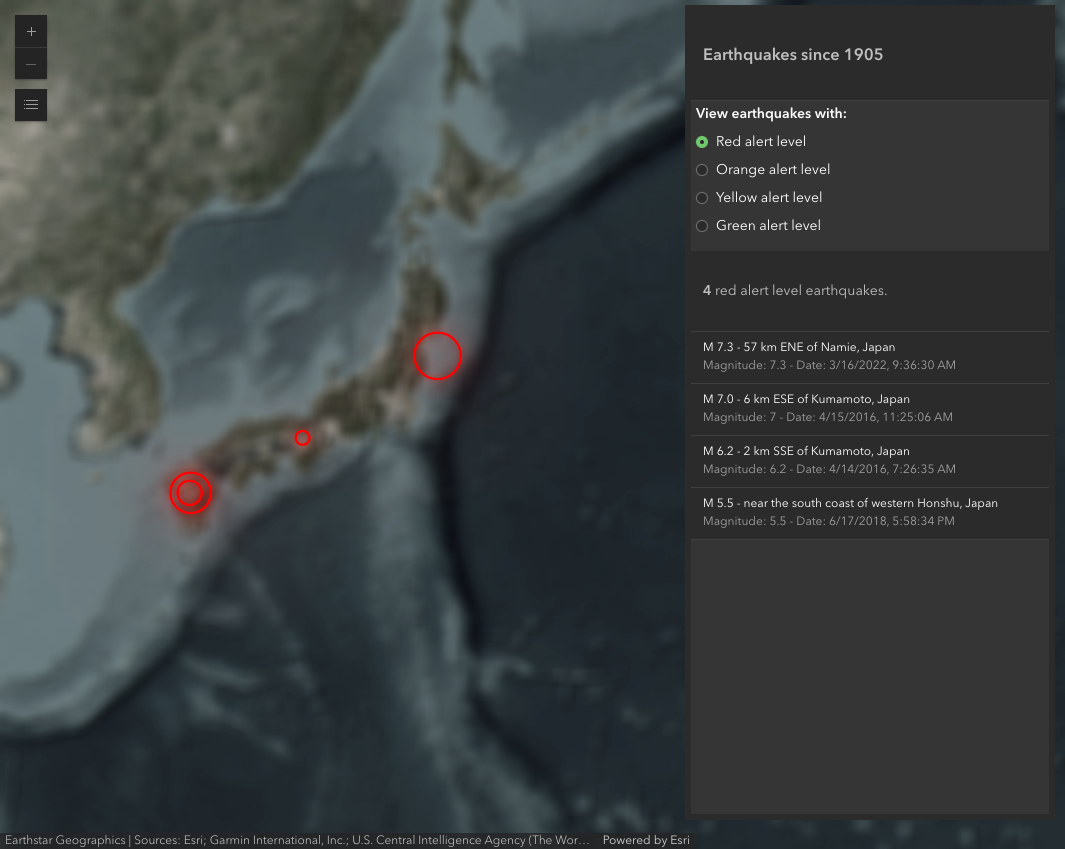 Earthquakes since 1905
View earthquakes with:
Red alert level
Orange alert level
Yellow alert level
Green alert level
4 red alert level earthquakes.
M 7.3 - 57 km ENE of Namie, Japan
Magnitude: 7.3 - Date: 3/16/2022, 9:36:30 AM
M 7.0 - 6 km ESE of Kumamoto, Japan
Magnitude: 7 - Date: 4/15/2016, 11:25:06 AM
M 6.2 - 2 km SSE of Kumamoto, Japan
Magnitude: 6.2 - Date: 4/14/2016, 7:26:35 AM
M 5.5 - near the south coast of western Honshu, Japan
Magnitude: 5.5 - Date: 6/17/2018, 5:58:34 PM
Earthstar Geographics | Sources: Esri; Garmin International, Inc.; U.S. Central Intelligence Agency (The Wor... Powered by Esri